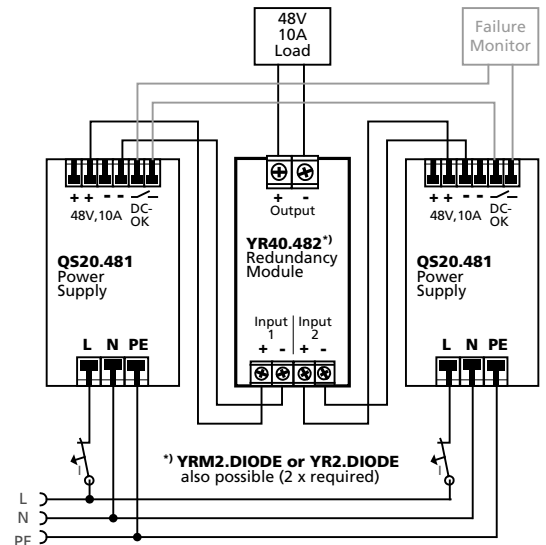 48V
10A
Load
Failure
Monitor
+ + - -
48V,10A
DC-
OK
QS20.481
Power
Supply
L N PE
+ -
Output
YR40.482*)
Redundancy
Module
Input
1
Input
2
+ - + -
+ + - -
48V,10A
DC-
OK
QS20.481
Power
Supply
L N PE
I
I
*) YRM2.DIODE or YR2.DIODE
also possible (2 x required)
L
N
PE